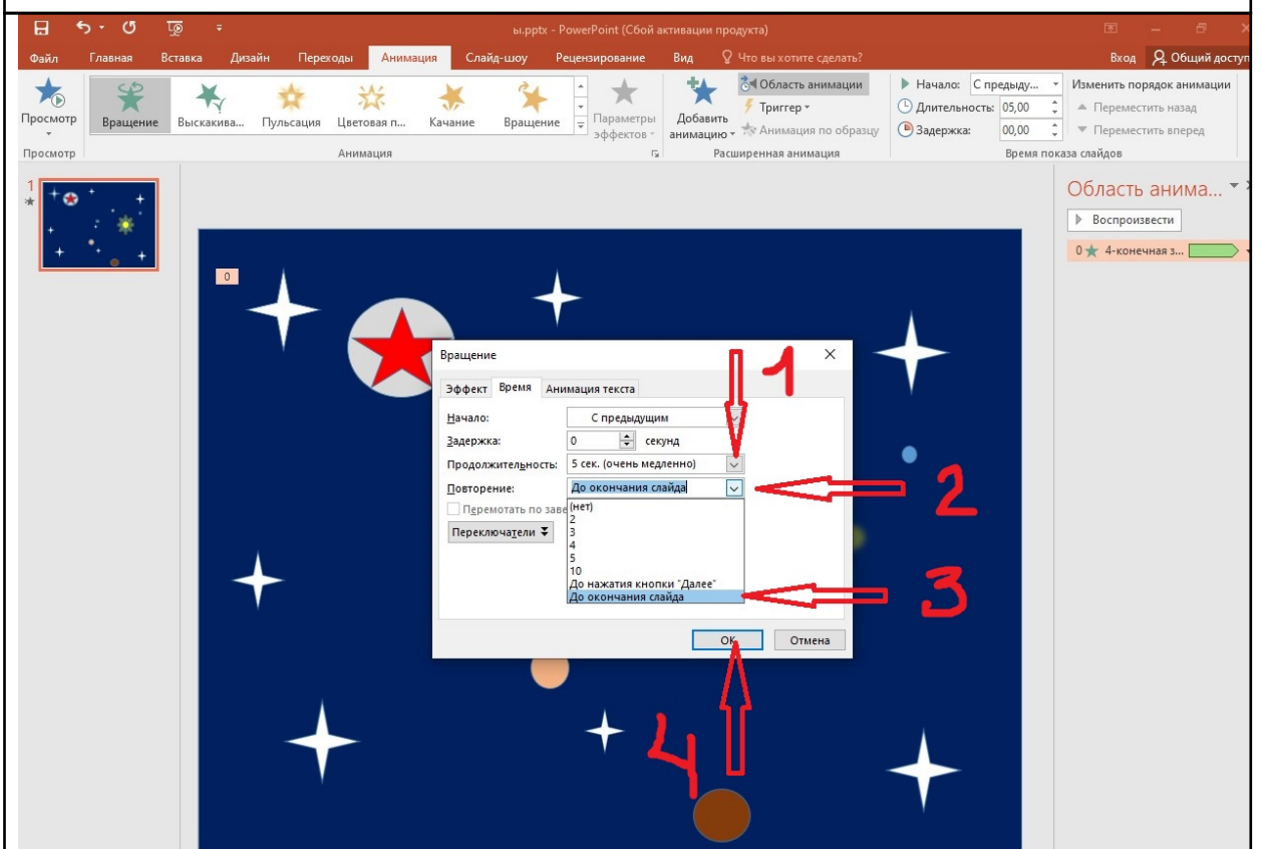 ы.pptx - PowerPoint (Сбой активации продукта)
Файл Главная Вставка Дизайн Переходы Анимация Слайд-шоу Рецензирование Вид Что вы хотите сделать? Вход Общий доступ
Просмотр
Вращение Выскакива... Пульсация Цветовая п... Качание Вращение
Параметры эффектов
Добавить анимацию
Область анимации
Триггер
Анимация по образцу
Начало: С предыду...
Длительность: 05,00
Задержка: 00,00
Изменить порядок анимации
Переместить назад
Переместить вперед
Просмотр Анимация Расширенная анимация Время показа слайдов
1
Область анима...
Воспроизвести
0 4-конечная з...
0
Вращение
Эффект Время Анимация текста
Начало: С предыдущим
Задержка: 0 секунд
Продолжительность: 5 сек. (очень медленно)
Повторение: До окончания слайда
Перемотать по заве
Переключатели
(нет)
2
3
4
5
10
До нажатия кнопки "Далее"
До окончания слайда
ОК Отмена
1
2
3
4